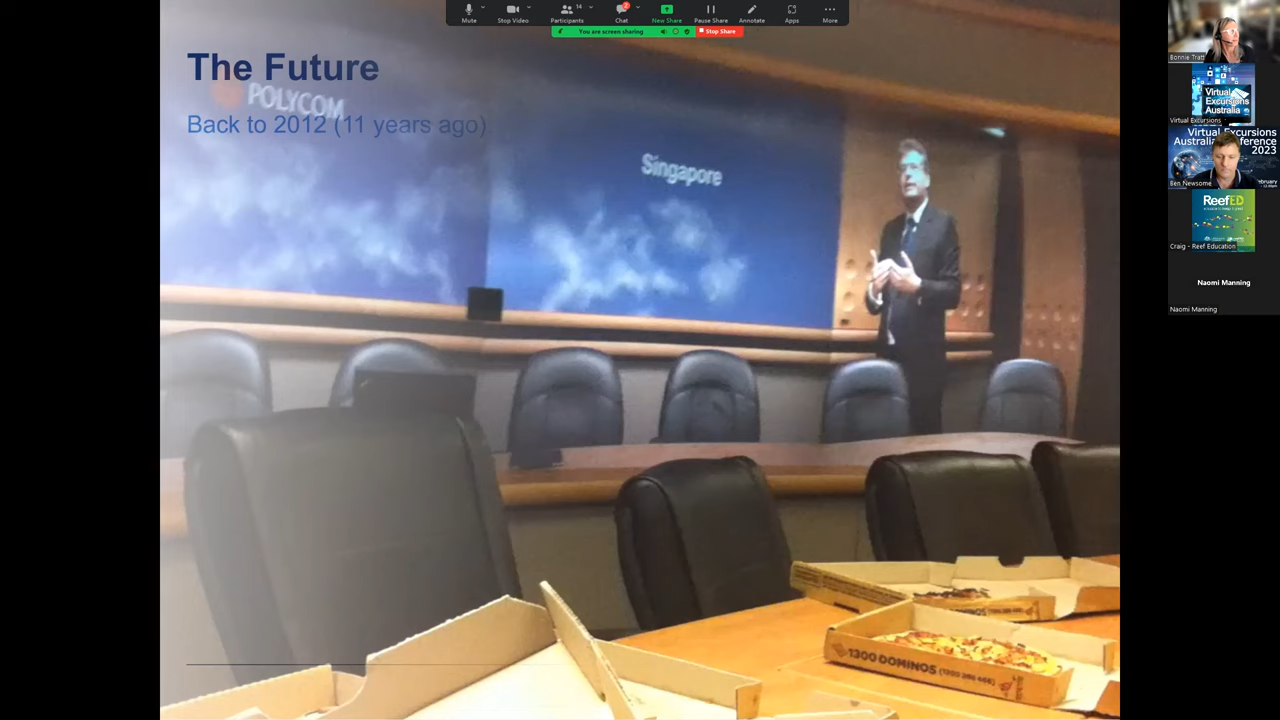 Mute
Stop Video
14
Participants
2
Chat
New Share
Pause Share
Annotate
Apps
More
You are screen sharing
Stop Share
The Future
POLYCOM
Back to 2012 (11 years ago)
Singapore
1300 DOMINOS
Bonnie Tratt
Virtual
Excursions
Australia
Virtual Excursions
Virtual Excursions
2023
Ben Newsome
ReefED
Craig - Reef Education
Naomi Manning
Naomi Manning